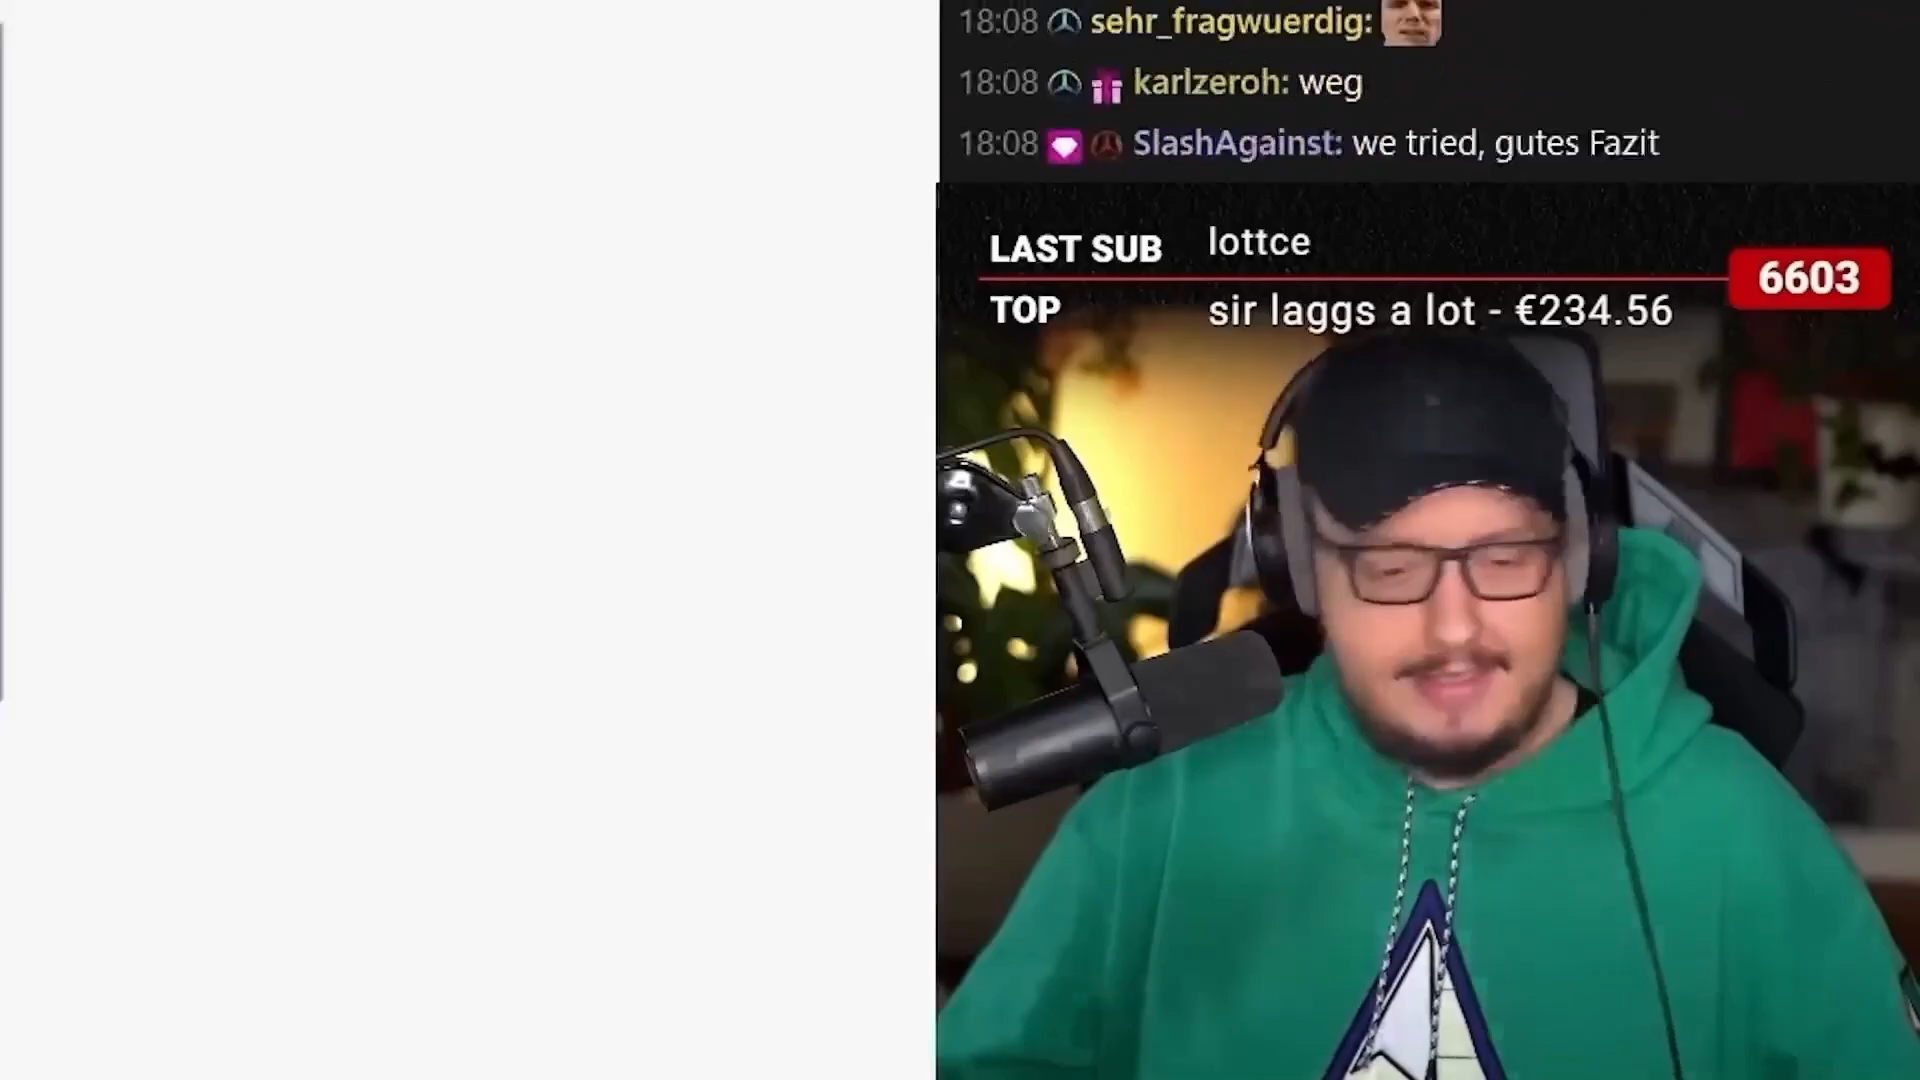 18:08 sehr_fragwuerdig:
18:08 karlzeroh: weg
18:08 SlashAgainst: we tried, gutes Fazit
LAST SUB lottce
6603
TOP sir laggs a lot - €234.56